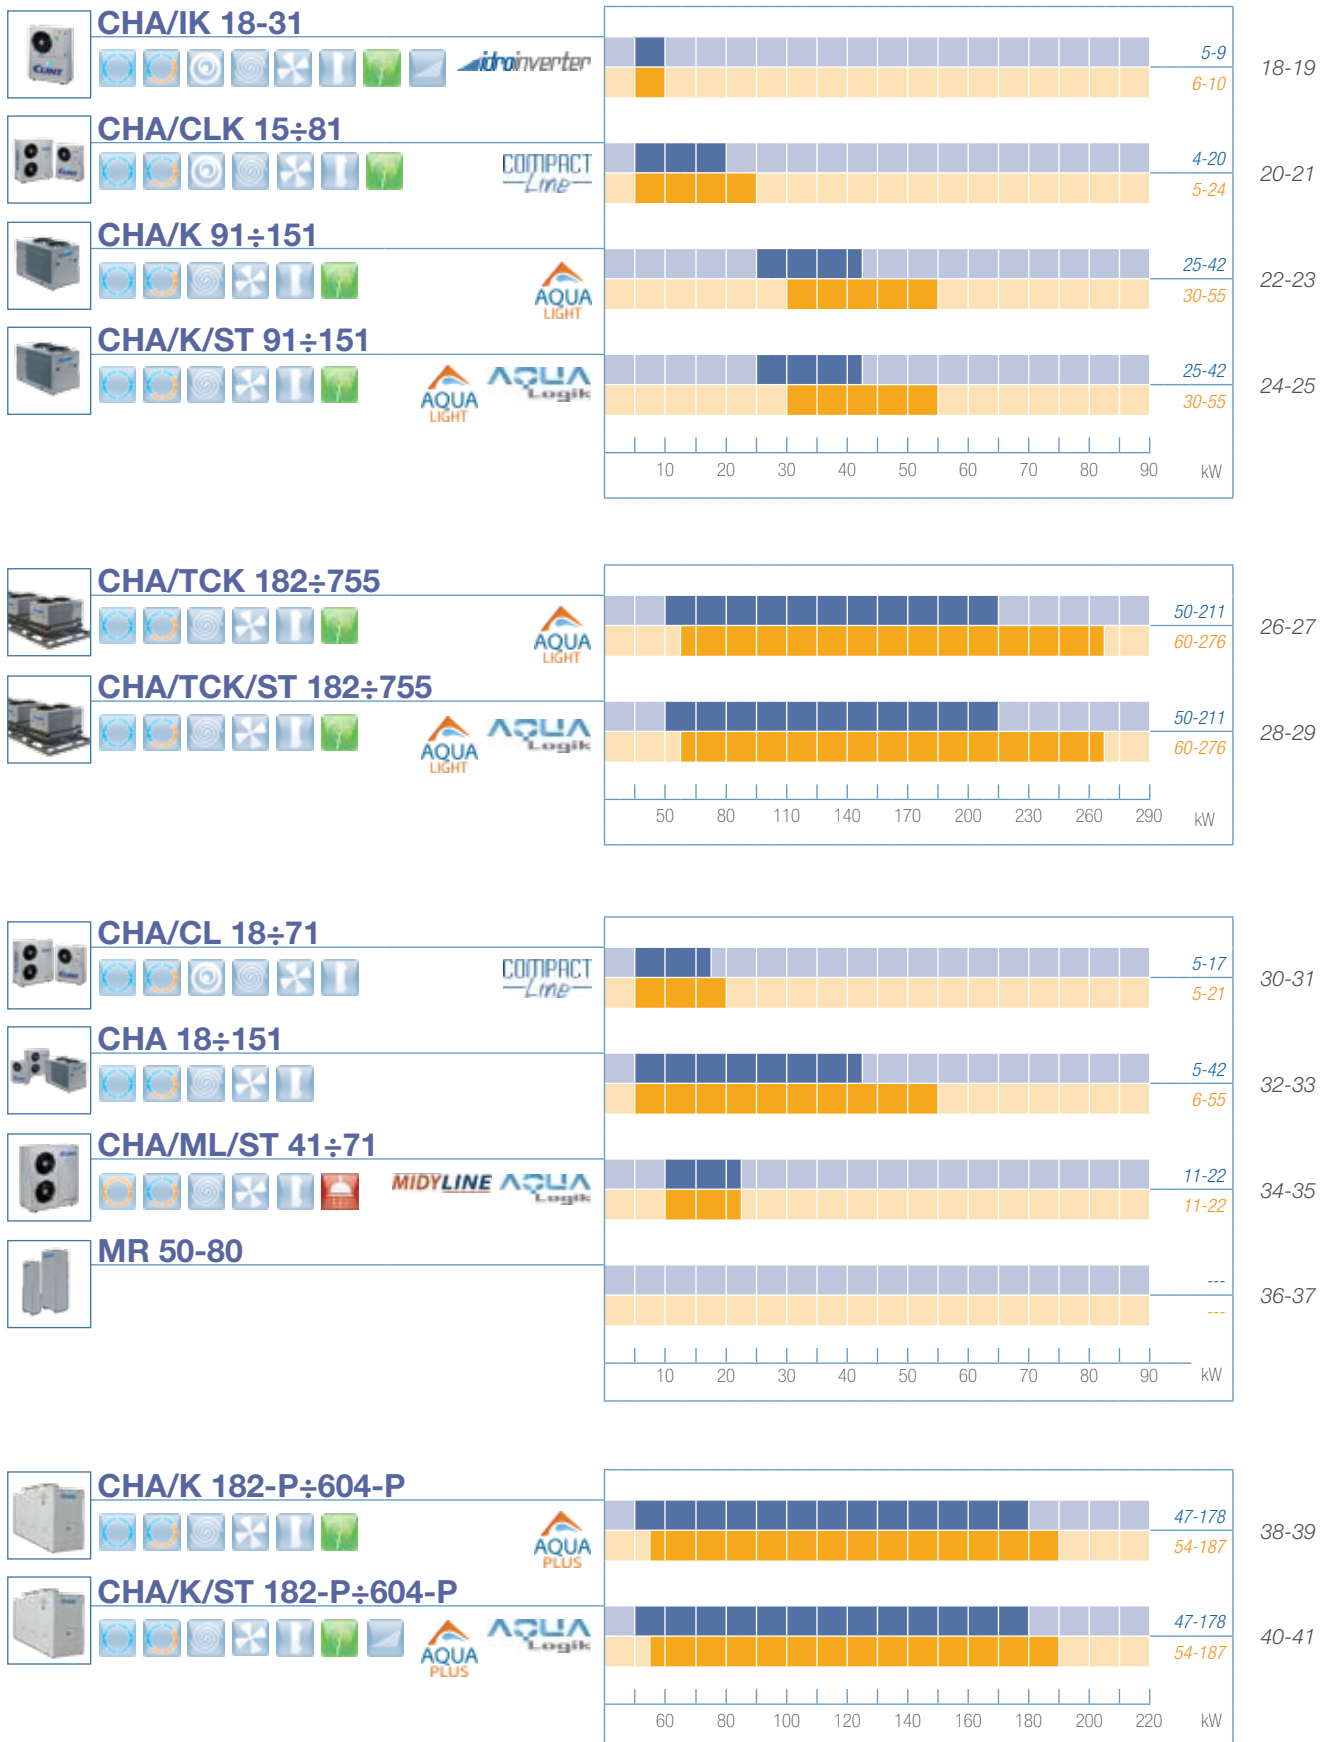 CHA/IK 18-31
CLINT
idroinverter
5-9
6-10
18-19
CHA/CLK 15÷81
COMPACT
Line
4-20
5-24
20-21
CHA/K 91÷151
AQUA
LIGHT
25-42
30-55
22-23
CHA/K/ST 91÷151
AQUA
LIGHT
AQUA
Logik
25-42
30-55
24-25
10 20 30 40 50 60 70 80 90 kW
CHA/TCK 182÷755
AQUA
LIGHT
50-211
60-276
26-27
CHA/TCK/ST 182÷755
AQUA
LIGHT
AQUA
Logik
50-211
60-276
28-29
50 80 110 140 170 200 230 260 290 kW
CHA/CL 18÷71
COMPACT
Line
5-17
5-21
30-31
CHA 18÷151
5-42
6-55
32-33
CHA/ML/ST 41÷71
MIDYLINE
AQUA
Logik
11-22
11-22
34-35
MR 50-80
---
---
36-37
10 20 30 40 50 60 70 80 90 kW
CHA/K 182-P÷604-P
AQUA
PLUS
47-178
54-187
38-39
CHA/K/ST 182-P÷604-P
AQUA
PLUS
AQUA
Logik
47-178
54-187
40-41
60 80 100 120 140 160 180 200 220 kW